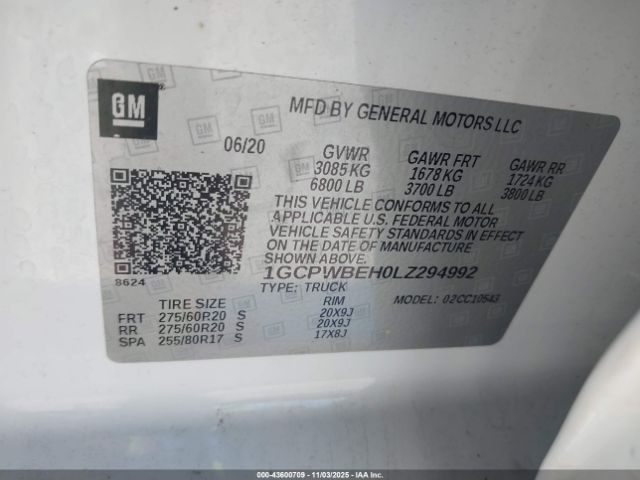 GM
®
MFD BY GENERAL MOTORS LLC
06/20
GVWR GAWR FRT GAWR RR
3085 KG 1678 KG 1724 KG
6800 LB 3700 LB 3800 LB
THIS VEHICLE CONFORMS TO ALL
APPLICABLE U.S. FEDERAL MOTOR
VEHICLE SAFETY STANDARDS IN EFFECT
ON THE DATE OF MANUFACTURE
SHOWN ABOVE.
1GCPWBEH0LZ294992
8624
TYPE: TRUCK MODEL: 02CC10543
TIRE SIZE RIM
FRT 275/60R20 S 20X9J
RR 275/60R20 S 20X9J
SPA 255/80R17 S 17X8J
000-43600709 - 11/03/2025 - IAAI.COM